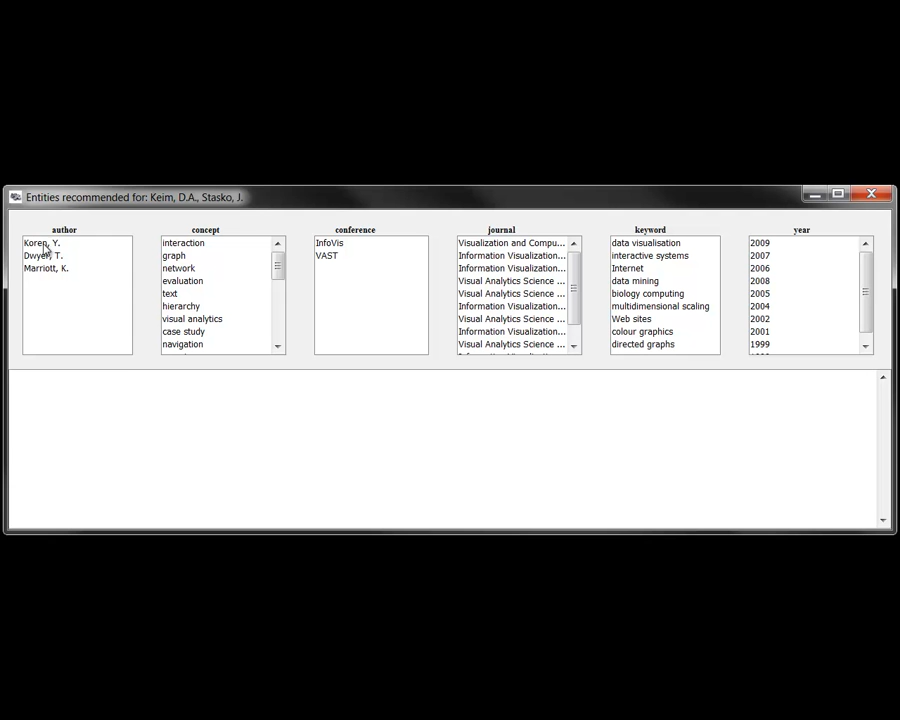 Entities recommended for: Keim, D.A., Stasko, J.
author
Koren, Y.
Dwyer, T.
Marriott, K.
concept
interaction
graph
network
evaluation
text
hierarchy
visual analytics
case study
navigation
conference
InfoVis
VAST
journal
Visualization and Compu...
Information Visualization...
Information Visualization...
Visual Analytics Science ...
Information Visualization...
Information Visualization...
Visual Analytics Science ...
Information Visualization...
Visual Analytics Science ...
keyword
data visualisation
interactive systems
Internet
data mining
biology computing
multidimensional scaling
Web sites
colour graphics
directed graphs
year
2009
2007
2006
2008
2005
2004
2002
2001
1999